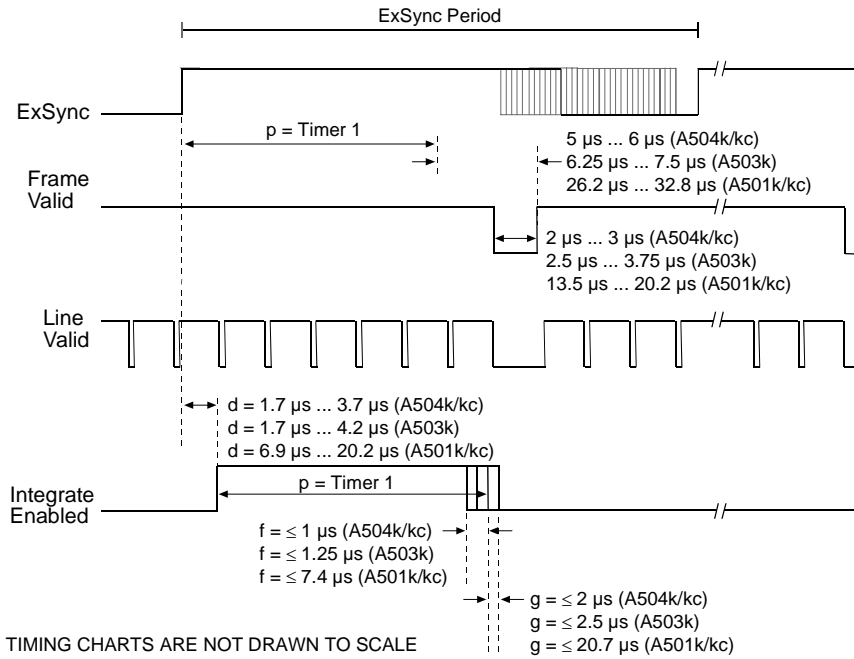 ExSync Period
ExSync
p = Timer 1
5 µs ... 6 µs (A504k/kc)
6.25 µs ... 7.5 µs (A503k)
26.2 µs ... 32.8 µs (A501k/kc)
Frame
Valid
2 µs ... 3 µs (A504k/kc)
2.5 µs ... 3.75 µs (A503k)
13.5 µs ... 20.2 µs (A501k/kc)
Line
Valid
d = 1.7 µs ... 3.7 µs (A504k/kc)
d = 1.7 µs ... 4.2 µs (A503k)
d = 6.9 µs ... 20.2 µs (A501k/kc)
p = Timer 1
Integrate
Enabled
f = ≤ 1 µs (A504k/kc)
f = ≤ 1.25 µs (A503k)
f = ≤ 7.4 µs (A501k/kc)
g = ≤ 2 µs (A504k/kc)
g = ≤ 2.5 µs (A503k)
g = ≤ 20.7 µs (A501k/kc)
TIMING CHARTS ARE NOT DRAWN TO SCALE